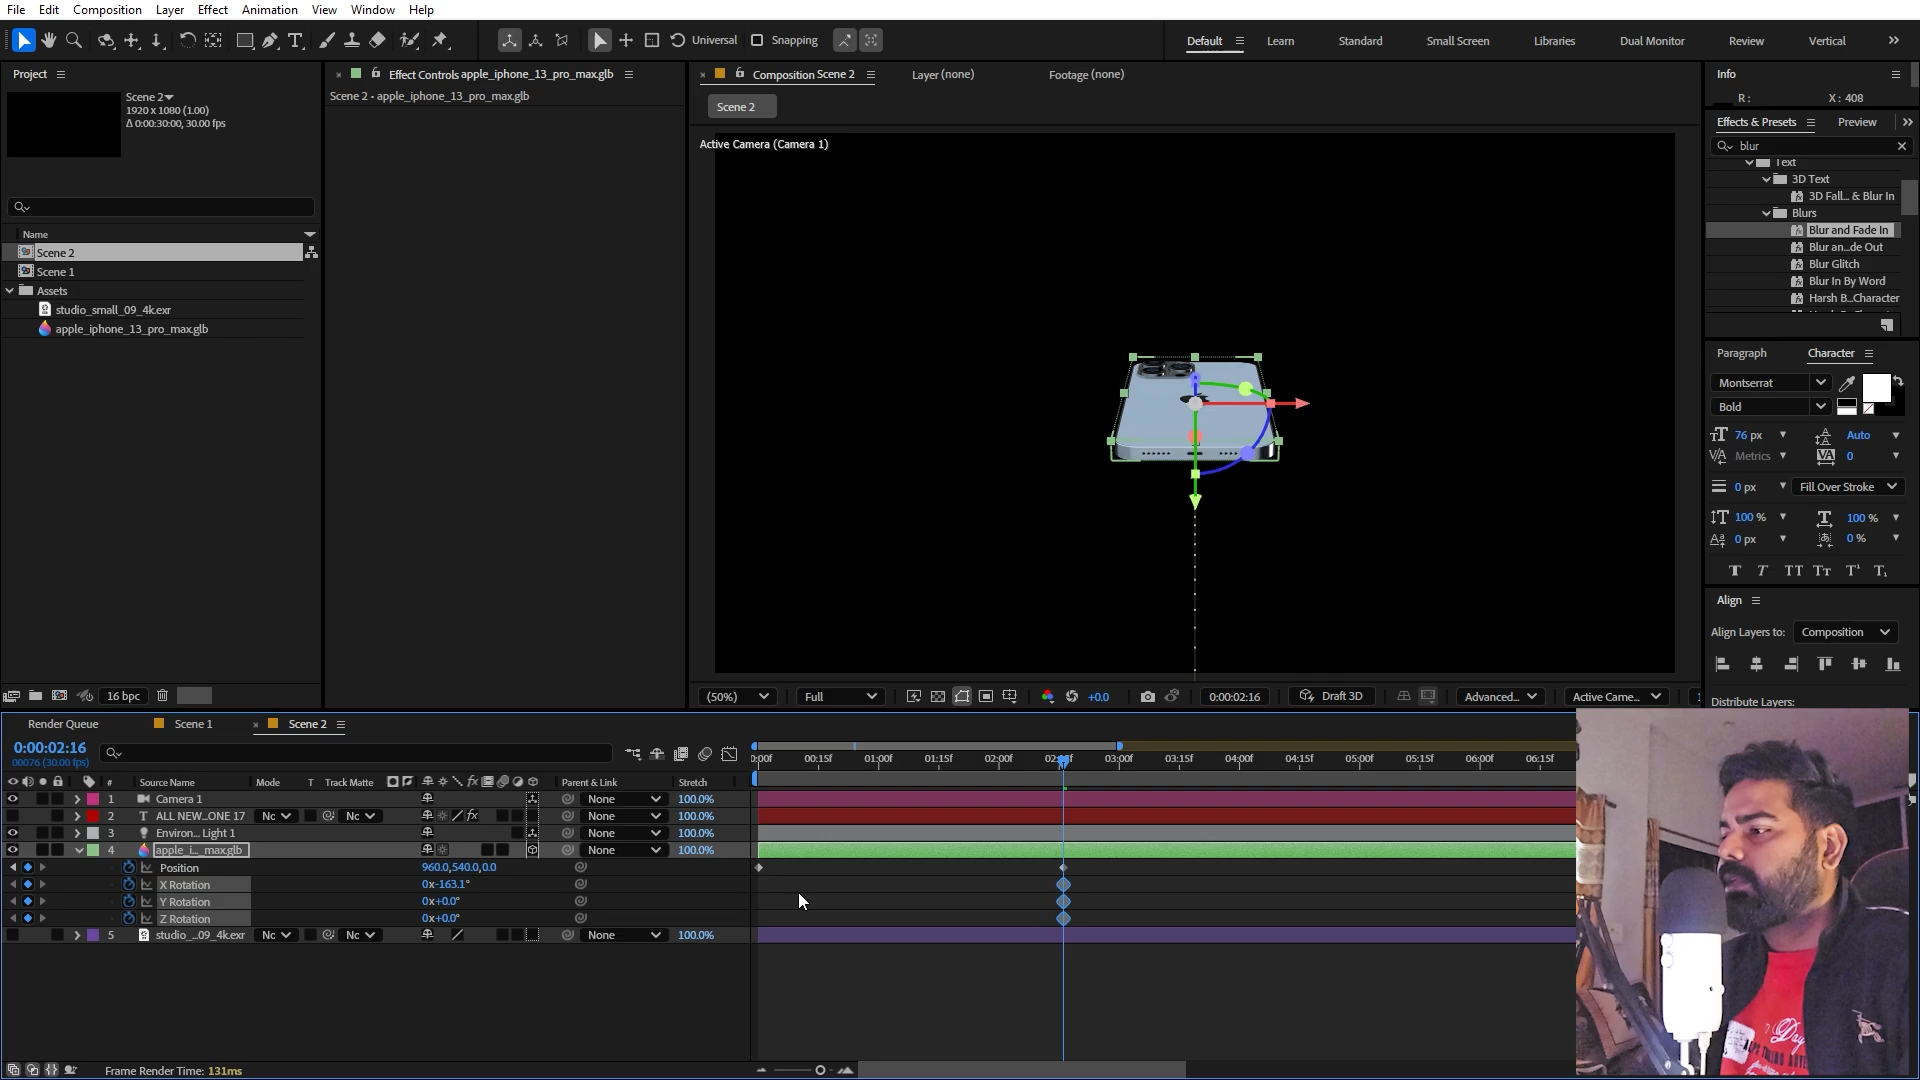 File Edit Composition Layer Effect Animation View Window Help
Universal Snapping Default Learn Standard Small Screen Libraries Dual Monitor Review Vertical
Project
Scene 2
1920 x 1080 (1.00)
Δ 0:00:30:00, 30.00 fps
Name
Scene 2
Scene 1
Assets
studio_small_09_4k.exr
apple_iphone_13_pro_max.glb
16 bpc
Effect Controls apple_iphone_13_pro_max.glb
Scene 2 • apple_iphone_13_pro_max.glb
Composition Scene 2 Layer (none) Footage (none)
Scene 2
Active Camera (Camera 1)
(50%) Full +0.0 0:00:02:16 Draft 3D Advanced... Active Came...
Info
R: X: 408
Effects & Presets Preview
blur
Text
3D Text
3D Fall... & Blur In
Blurs
Blur and Fade In
Blur an...de Out
Blur Glitch
Blur In By Word
Harsh B...Character
Paragraph Character
Montserrat
Bold
76 px Auto
Metrics 0
0 px Fill Over Stroke
100 % 100 %
0 px 0 %
T T TT Tт T¹ T₁
Align
Align Layers to: Composition
Distribute Layers:
Render Queue Scene 1 Scene 2
0:00:02:16
00076 (30.00 fps)
:00f 00:15f 01:00f 01:15f 02:00f 03:00f 03:15f 04:00f 04:15f 05:00f 05:15f 06:00f 06:15f
# Source Name Mode T Track Matte Parent & Link Stretch
1 Camera 1 None 100.0%
2 ALL NEW...ONE 17 Nc Nc None 100.0%
3 Environ... Light 1 None 100.0%
4 apple_i..._max.glb None 100.0%
Position 960.0,540.0,0.0
X Rotation 0x-163.1°
Y Rotation 0x+0.0°
Z Rotation 0x+0.0°
5 studio_...09_4k.exr Nc Nc None 100.0%
Frame Render Time: 131ms